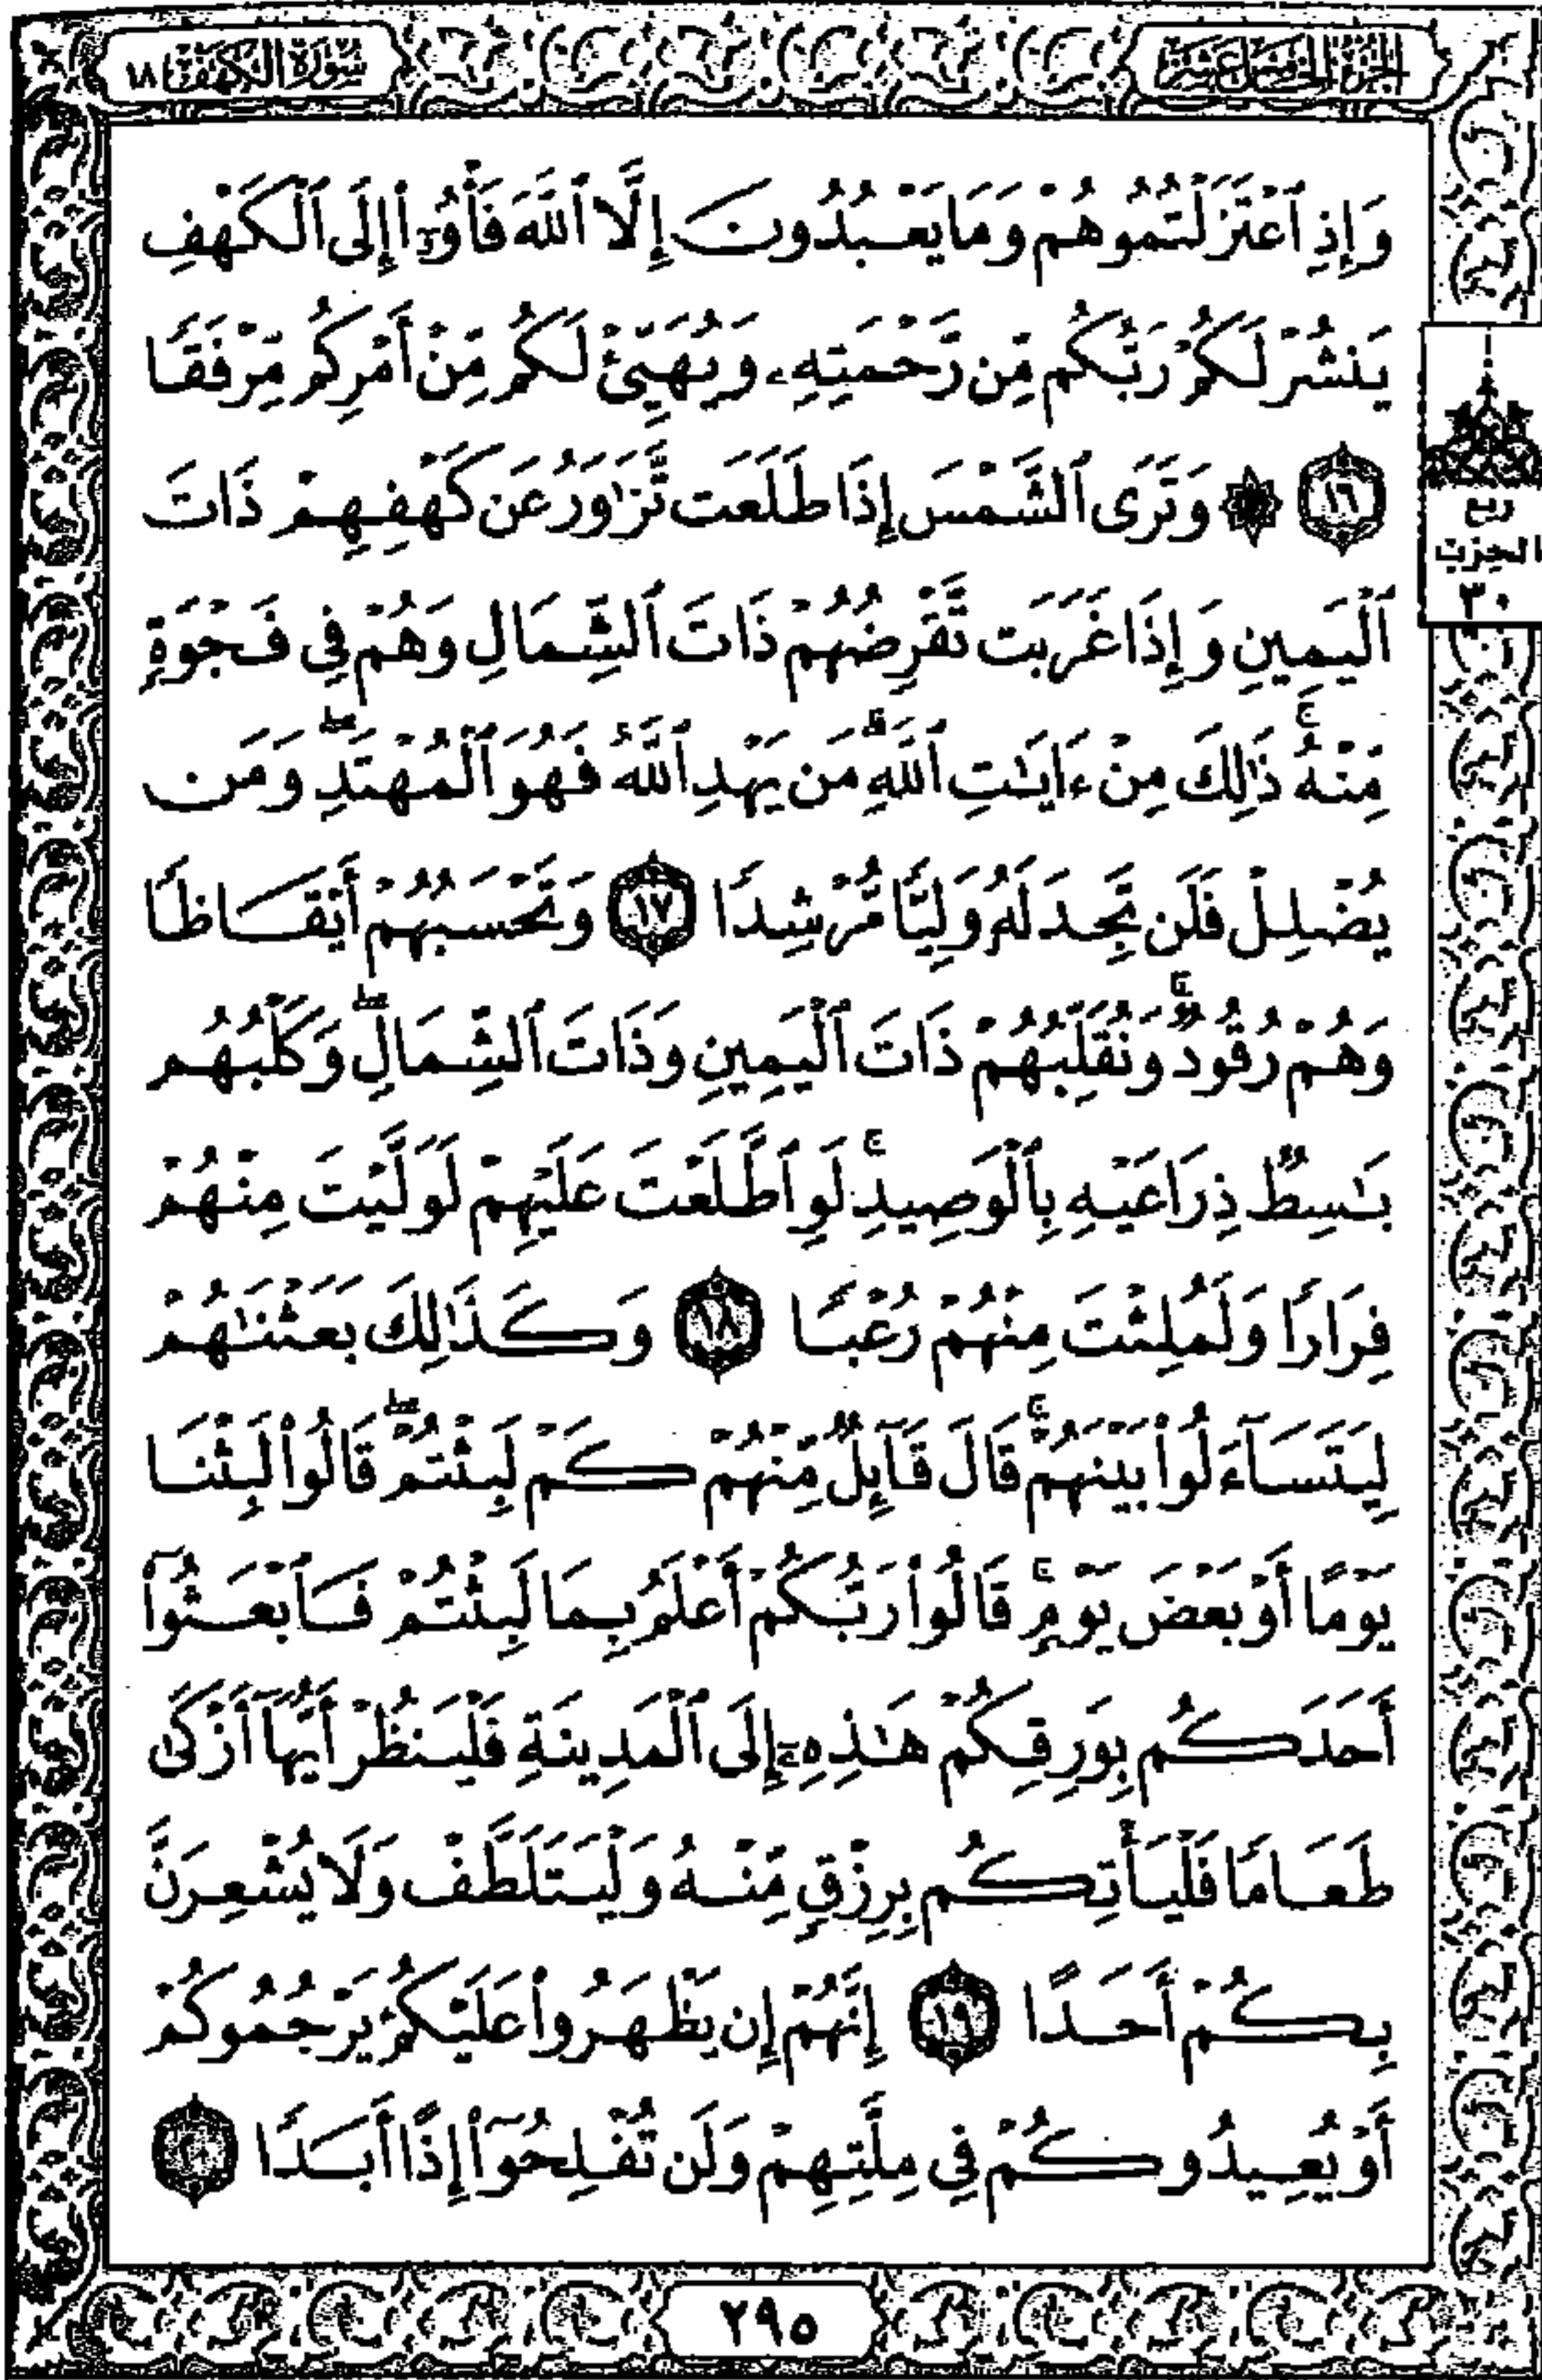 الجزء الخامس عشر
سورة الكهف ١٨
وَإِذِ ٱعْتَزَلْتُمُوهُمْ وَمَا يَعْبُدُونَ إِلَّا ٱللَّهَ فَأْوُۥٓا۟ إِلَى ٱلْكَهْفِ
يَنشُرْ لَكُمْ رَبُّكُم مِّن رَّحْمَتِهِۦ وَيُهَيِّئْ لَكُم مِّنْ أَمْرِكُم مِّرْفَقًا
١٦ ۞ وَتَرَى ٱلشَّمْسَ إِذَا طَلَعَت تَّزَٰوَرُ عَن كَهْفِهِمْ ذَاتَ
ٱلْيَمِينِ وَإِذَا غَرَبَت تَّقْرِضُهُمْ ذَاتَ ٱلشِّمَالِ وَهُمْ فِى فَجْوَةٍ
مِّنْهُ ۚ ذَٰلِكَ مِنْ ءَايَٰتِ ٱللَّهِ ۗ مَن يَهْدِ ٱللَّهُ فَهُوَ ٱلْمُهْتَدِ ۖ وَمَن
يُضْلِلْ فَلَن تَجِدَ لَهُۥ وَلِيًّا مُّرْشِدًا ١٧ وَتَحْسَبُهُمْ أَيْقَاظًا
وَهُمْ رُقُودٌ ۚ وَنُقَلِّبُهُمْ ذَاتَ ٱلْيَمِينِ وَذَاتَ ٱلشِّمَالِ ۖ وَكَلْبُهُم
بَٰسِطٌ ذِرَاعَيْهِ بِٱلْوَصِيدِ ۚ لَوِ ٱطَّلَعْتَ عَلَيْهِمْ لَوَلَّيْتَ مِنْهُمْ
فِرَارًا وَلَمُلِئْتَ مِنْهُمْ رُعْبًا ١٨ وَكَذَٰلِكَ بَعَثْنَٰهُمْ
لِيَتَسَآءَلُوا۟ بَيْنَهُمْ ۚ قَالَ قَآئِلٌ مِّنْهُمْ كَمْ لَبِثْتُمْ ۖ قَالُوا۟ لَبِثْنَا
يَوْمًا أَوْ بَعْضَ يَوْمٍ ۚ قَالُوا۟ رَبُّكُمْ أَعْلَمُ بِمَا لَبِثْتُمْ فَٱبْعَثُوٓا۟
أَحَدَكُم بِوَرِقِكُمْ هَٰذِهِۦٓ إِلَى ٱلْمَدِينَةِ فَلْيَنظُرْ أَيُّهَآ أَزْكَىٰ
طَعَامًا فَلْيَأْتِكُم بِرِزْقٍ مِّنْهُ وَلْيَتَلَطَّفْ وَلَا يُشْعِرَنَّ
بِكُمْ أَحَدًا ١٩ إِنَّهُمْ إِن يَظْهَرُوا۟ عَلَيْكُمْ يَرْجُمُوكُمْ
أَوْ يُعِيدُوكُمْ فِى مِلَّتِهِمْ وَلَن تُفْلِحُوٓا۟ إِذًا أَبَدًا ٢٠
ربع
الحزب
٣٠
٢٩٥